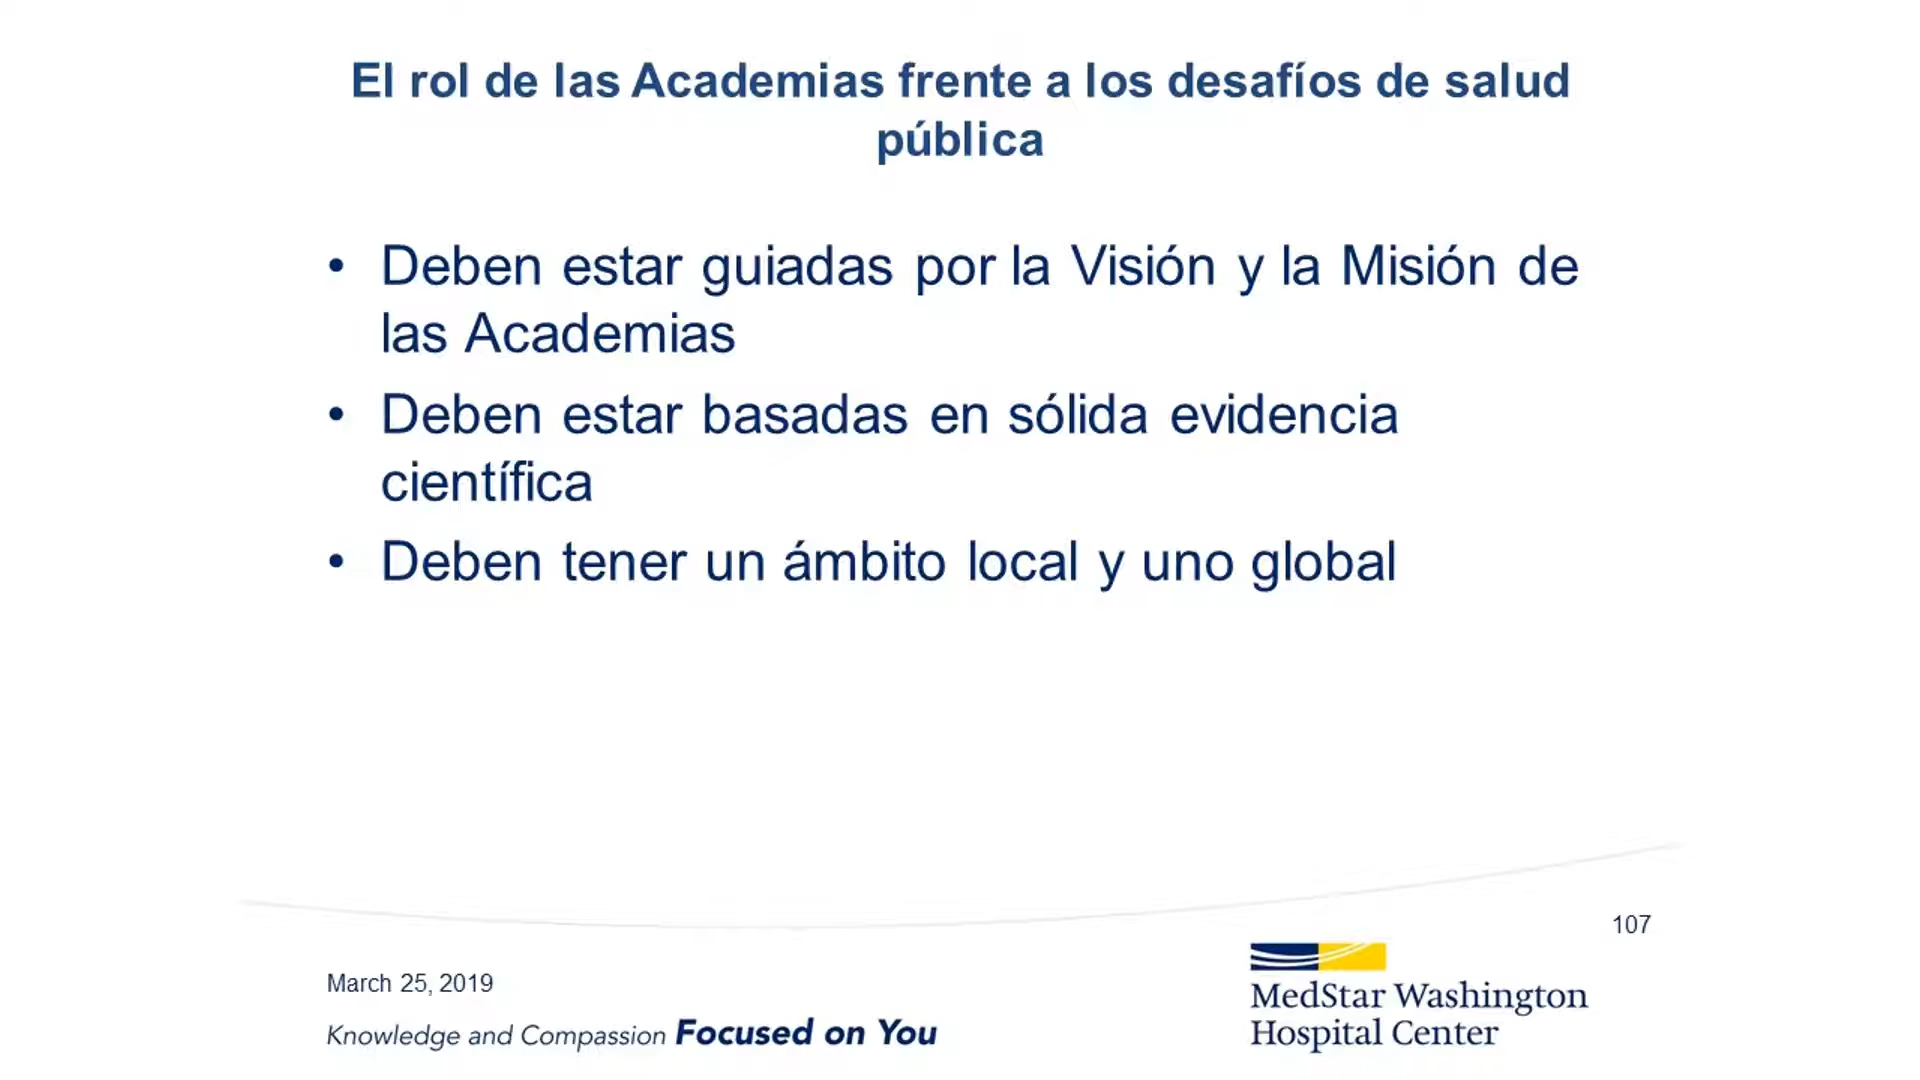 El rol de las Academias frente a los desafíos de salud
pública
• Deben estar guiadas por la Visión y la Misión de
las Academias
• Deben estar basadas en sólida evidencia
científica
• Deben tener un ámbito local y uno global
107
March 25, 2019
Knowledge and Compassion Focused on You
MedStar Washington
Hospital Center